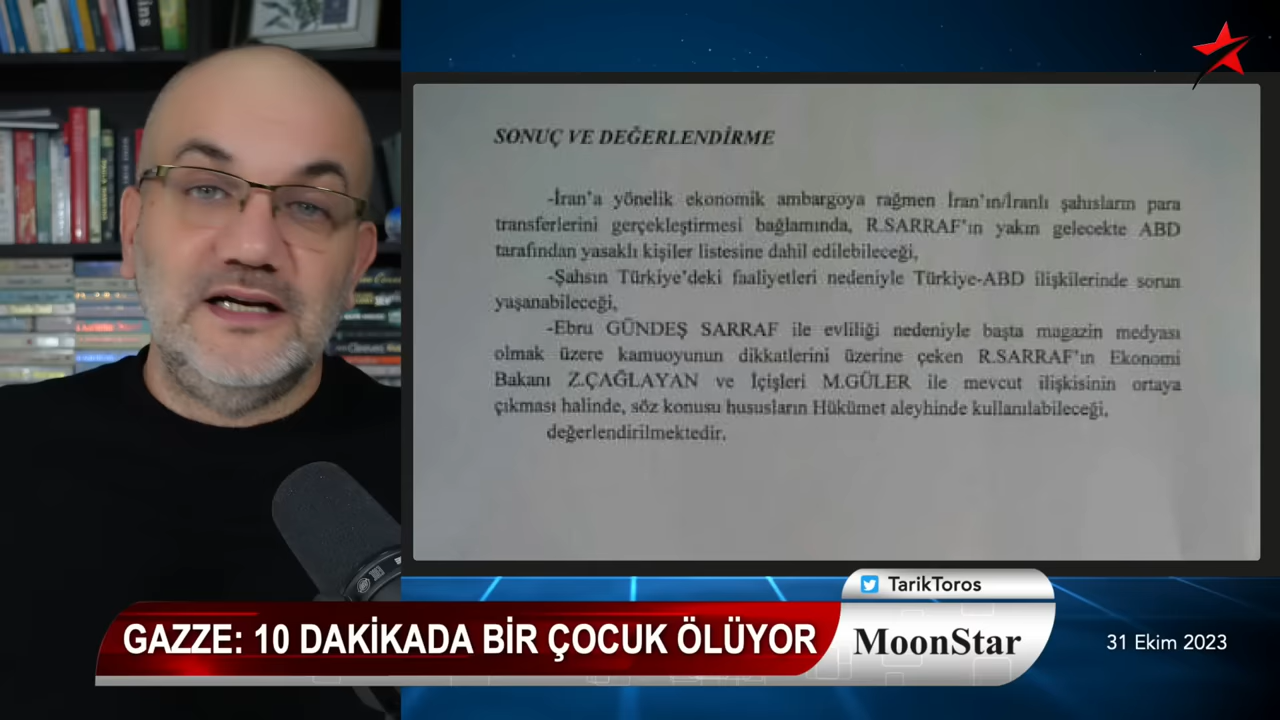 SONUÇ VE DEĞERLENDİRME
-İran'a yönelik ekonomik ambargoya rağmen İran'ın/İranlı şahısların para
transferlerini gerçekleştirmesi bağlamında, R.SARRAF'ın yakın gelecekte ABD
tarafından yasaklı kişiler listesine dahil edilebileceği,
-Şahsın Türkiye'deki faaliyetleri nedeniyle Türkiye-ABD ilişkilerinde sorun
yaşanabileceği,
-Ebru GÜNDEŞ SARRAF ile evliliği nedeniyle başta magazin medyası
olmak üzere kamuoyunun dikkatlerini üzerine çeken R.SARRAF'ın Ekonomi
Bakanı Z.ÇAĞLAYAN ve İçişleri M.GÜLER ile mevcut ilişkisinin ortaya
çıkması halinde, söz konusu hususların Hükümet aleyhinde kullanılabileceği,
değerlendirilmektedir.
TarikToros
GAZZE: 10 DAKİKADA BİR ÇOCUK ÖLÜYOR
MoonStar
31 Ekim 2023